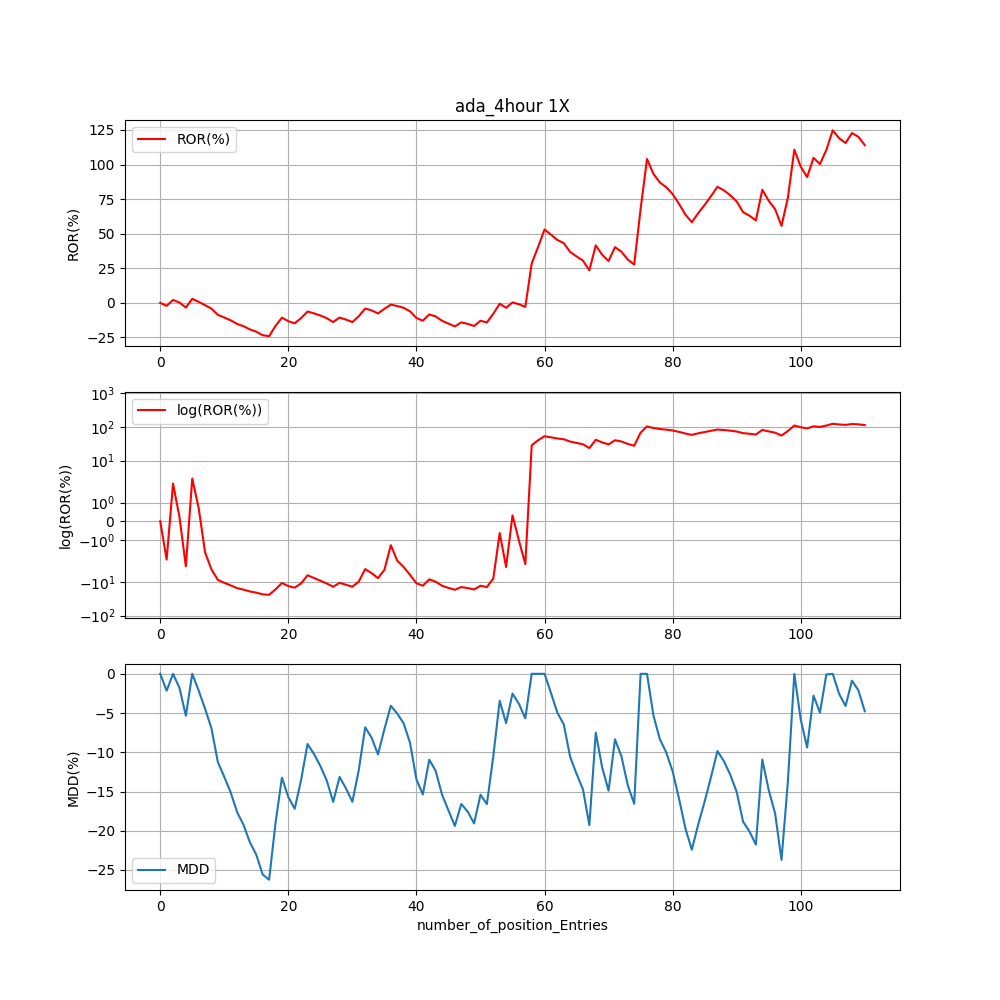 ada_4hour 1X
ROR(%)
125
100
75
50
25
0
−25
ROR(%)
0 20 40 60 80 100
log(ROR(%))
10³
10²
10¹
10⁰
0
−10⁰
−10¹
−10²
log(ROR(%))
0 20 40 60 80 100
MDD(%)
0
−5
−10
−15
−20
−25
MDD
0 20 40 60 80 100
number_of_position_Entries